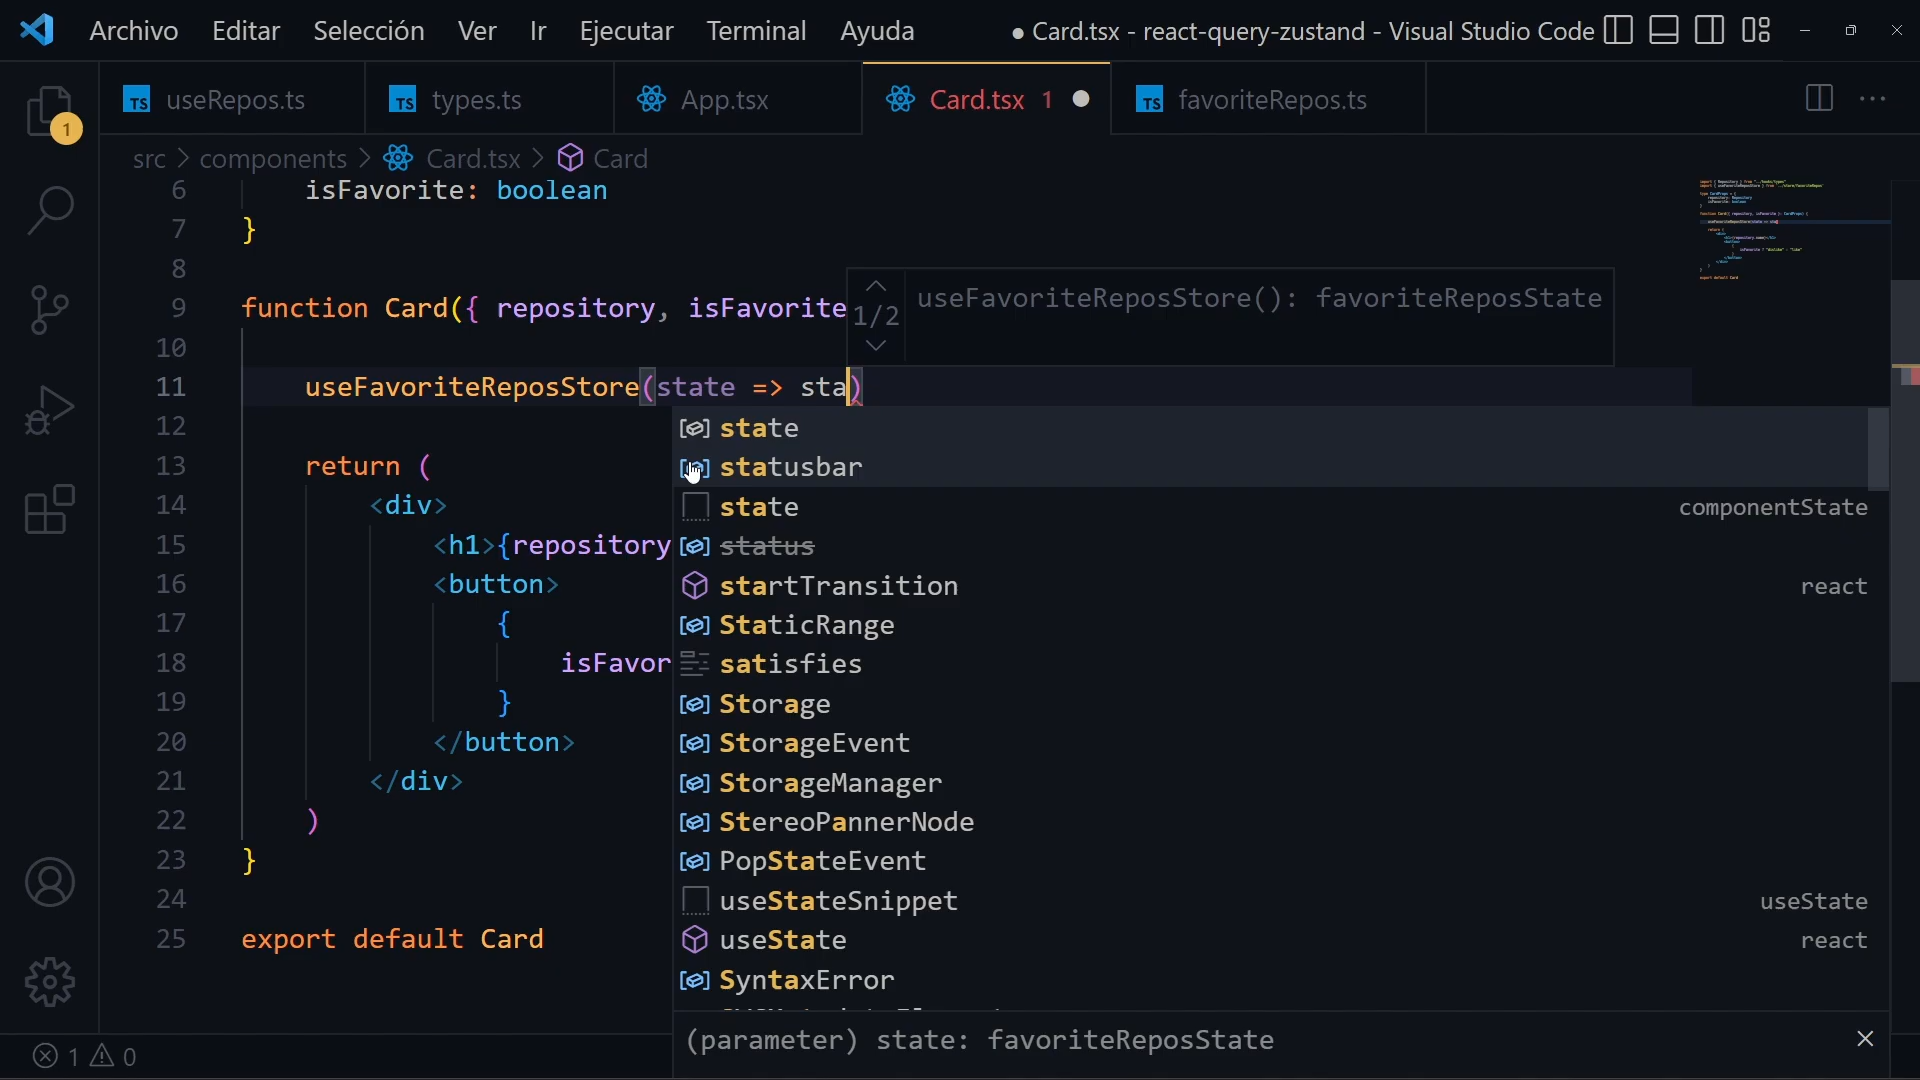 Archivo Editar Selección Ver Ir Ejecutar Terminal Ayuda ● Card.tsx - react-query-zustand - Visual Studio Code
TS useRepos.ts TS types.ts App.tsx Card.tsx 1 TS favoriteRepos.ts
1
src > components > Card.tsx > Card
6 isFavorite: boolean
7 }
8
9 function Card({ repository, isFavorite
1/2 useFavoriteReposStore(): favoriteReposState
10
11 useFavoriteReposStore(state => sta)
12
13 return (
14 <div>
15 <h1>{repository
16 <button>
17 {
18 isFavor
19 }
20 </button>
21 </div>
22 )
23 }
24
25 export default Card
state
statusbar
state componentState
status
startTransition react
StaticRange
satisfies
Storage
StorageEvent
StorageManager
StereoPannerNode
PopStateEvent
useStateSnippet useState
useState react
SyntaxError
(parameter) state: favoriteReposState
1 0